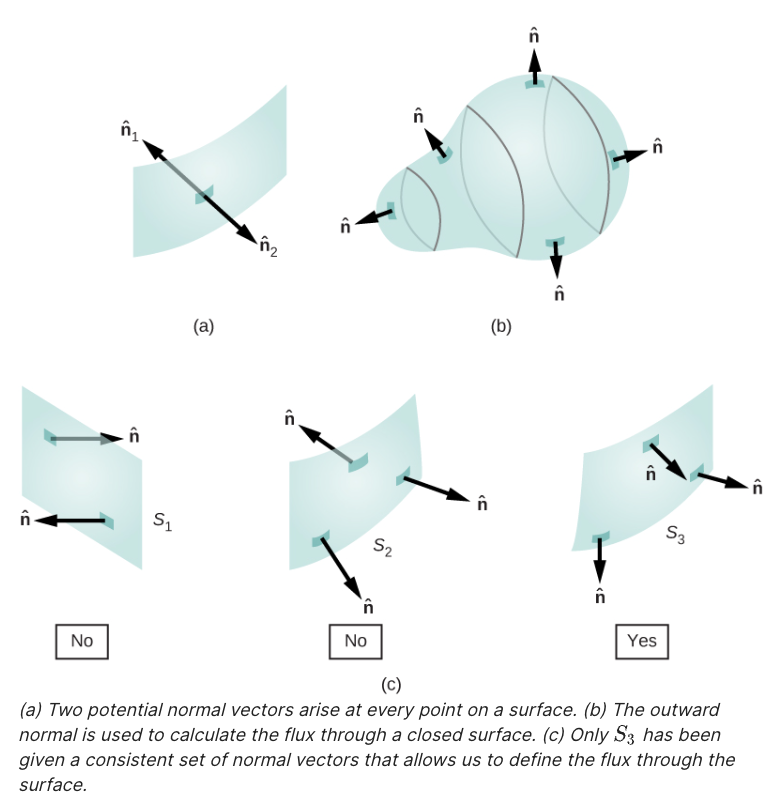 n̂
n̂
n̂₁
n̂
n̂₂
n̂
n̂
(a)
(b)
n̂
n̂
n̂
n̂
n̂
n̂
n̂
S₁
S₂
S₃
n̂
n̂
No
No
Yes
(c)
(a) Two potential normal vectors arise at every point on a surface. (b) The outward
normal is used to calculate the flux through a closed surface. (c) Only S₃ has been
given a consistent set of normal vectors that allows us to define the flux through the
surface.